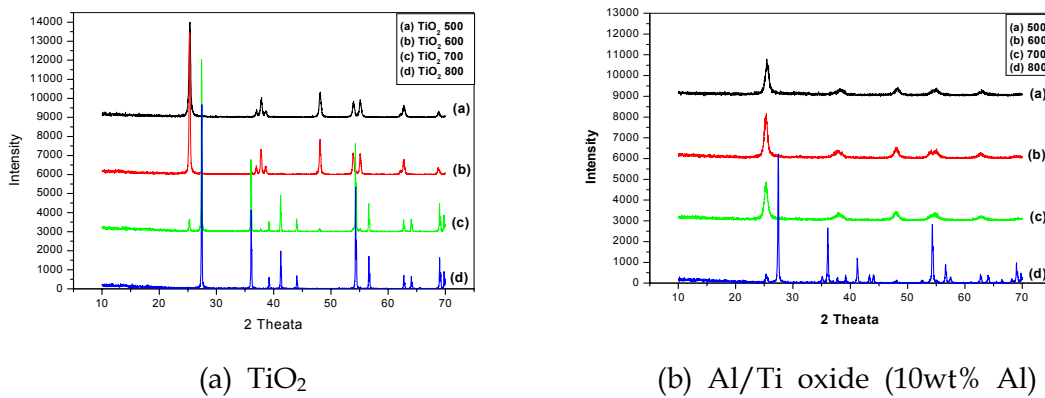 14000
13000
12000
11000
10000
9000
8000
7000
6000
5000
4000
3000
2000
1000
0
Intensity
(a) TiO₂ 500
(b) TiO₂ 600
(c) TiO₂ 700
(d) TiO₂ 800
(a)
(b)
(c)
(d)
10 20 30 40 50 60 70
2 Theata
(a) TiO₂
13000
12000
11000
10000
9000
8000
7000
6000
5000
4000
3000
2000
1000
0
Intensity
(a) 500
(b) 600
(c) 700
(d) 800
(a)
(b)
(c)
(d)
10 20 30 40 50 60 70
2 Theata
(b) Al/Ti oxide (10wt% Al)